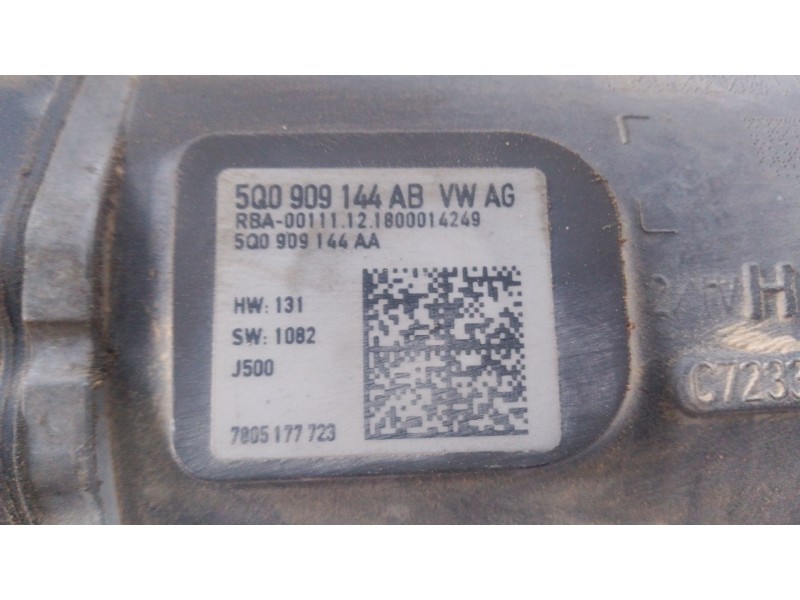 5Q0 909 144 AB VW AG
RBA-00111.12.1800014249
5Q0 909 144 AA
HW: 131
SW: 1082
J500
7805 177 723
C7233